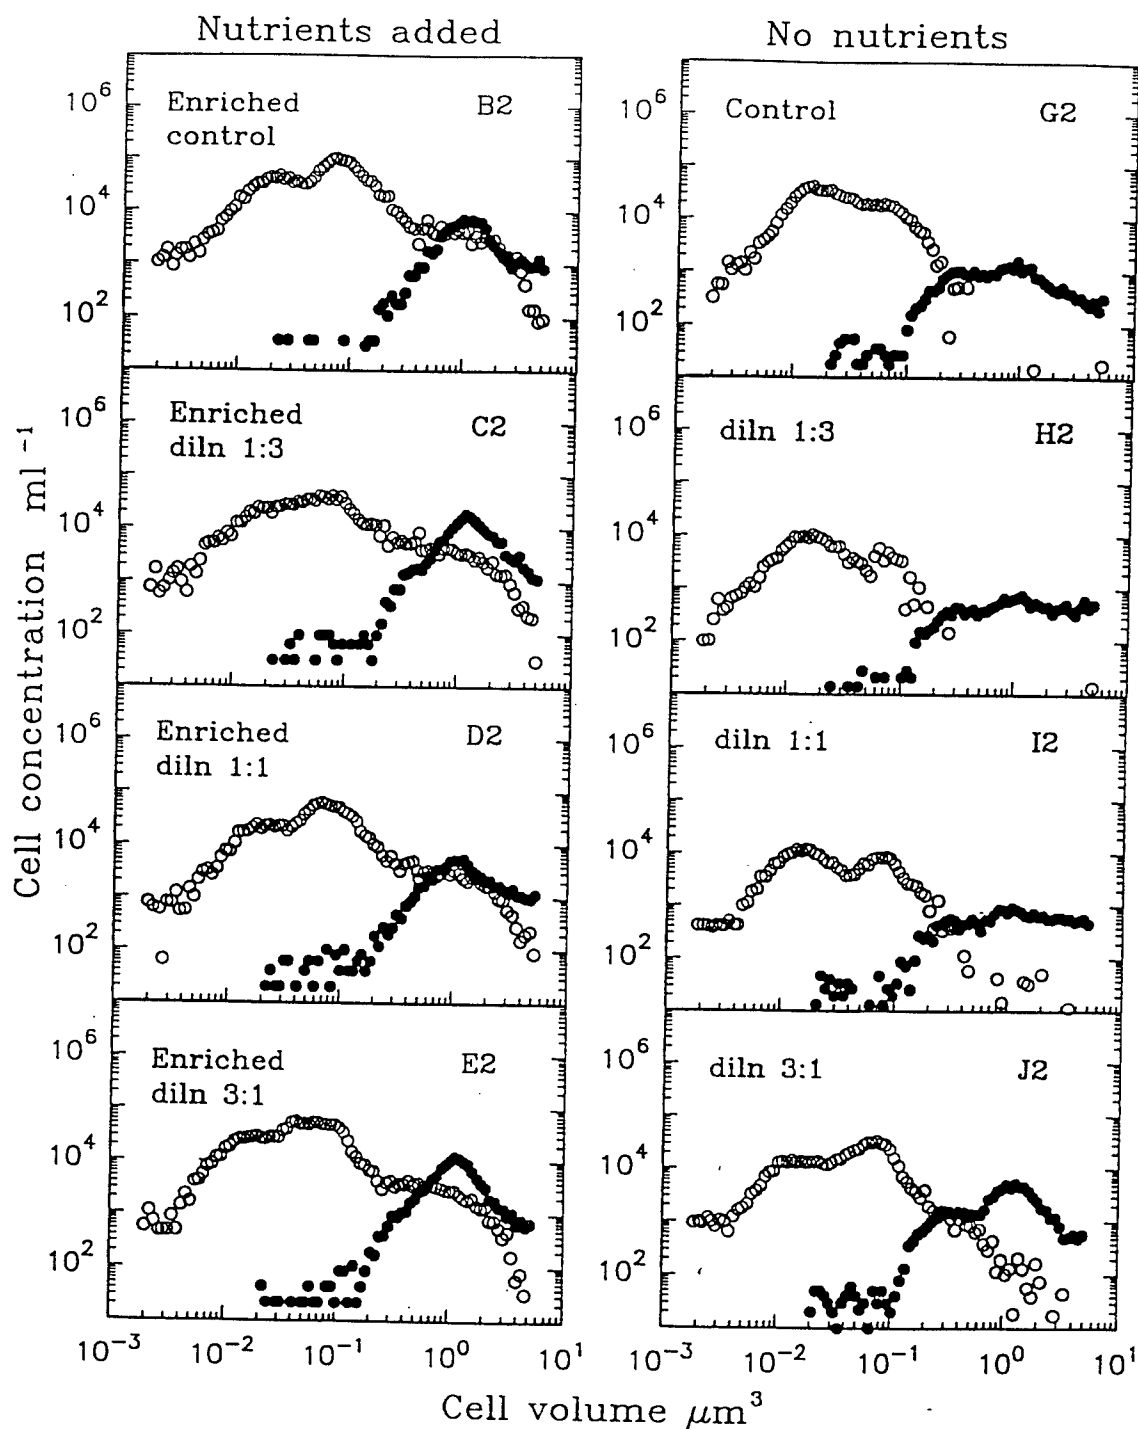 Nutrients added
No nutrients
Enriched
control
B2
10⁶
10⁴
10²
Control
G2
10⁶
10⁴
10²
Enriched
diln 1:3
C2
10⁶
10⁴
10²
diln 1:3
H2
10⁶
10⁴
10²
Enriched
diln 1:1
D2
10⁶
10⁴
10²
diln 1:1
I2
10⁶
10⁴
10²
Enriched
diln 3:1
E2
10⁶
10⁴
10²
diln 3:1
J2
10⁶
10⁴
10²
10⁻³ 10⁻² 10⁻¹ 10⁰ 10¹
10⁻³ 10⁻² 10⁻¹ 10⁰ 10¹
Cell concentration ml⁻¹
Cell volume μm³